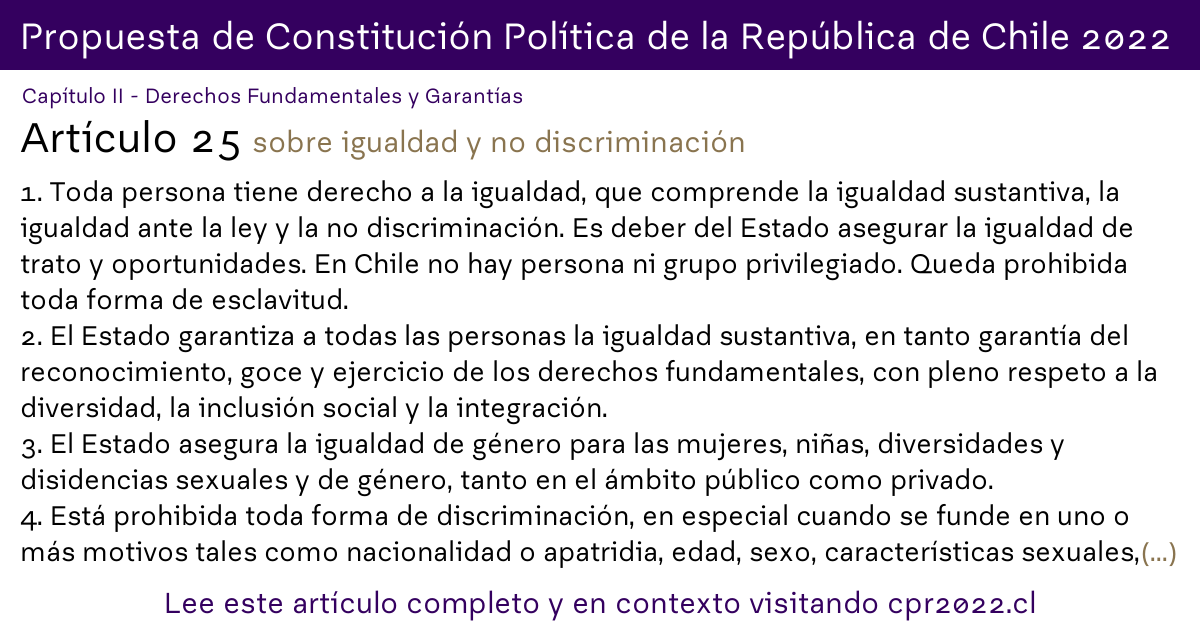 Propuesta de Constitución Política de la República de Chile 2022
Capítulo II - Derechos Fundamentales y Garantías
Artículo 25 sobre igualdad y no discriminación
1. Toda persona tiene derecho a la igualdad, que comprende la igualdad sustantiva, la
igualdad ante la ley y la no discriminación. Es deber del Estado asegurar la igualdad de
trato y oportunidades. En Chile no hay persona ni grupo privilegiado. Queda prohibida
toda forma de esclavitud.
2. El Estado garantiza a todas las personas la igualdad sustantiva, en tanto garantía del
reconocimiento, goce y ejercicio de los derechos fundamentales, con pleno respeto a la
diversidad, la inclusión social y la integración.
3. El Estado asegura la igualdad de género para las mujeres, niñas, diversidades y
disidencias sexuales y de género, tanto en el ámbito público como privado.
4. Está prohibida toda forma de discriminación, en especial cuando se funde en uno o
más motivos tales como nacionalidad o apatridia, edad, sexo, características sexuales,(...)
Lee este artículo completo y en contexto visitando cpr2022.cl